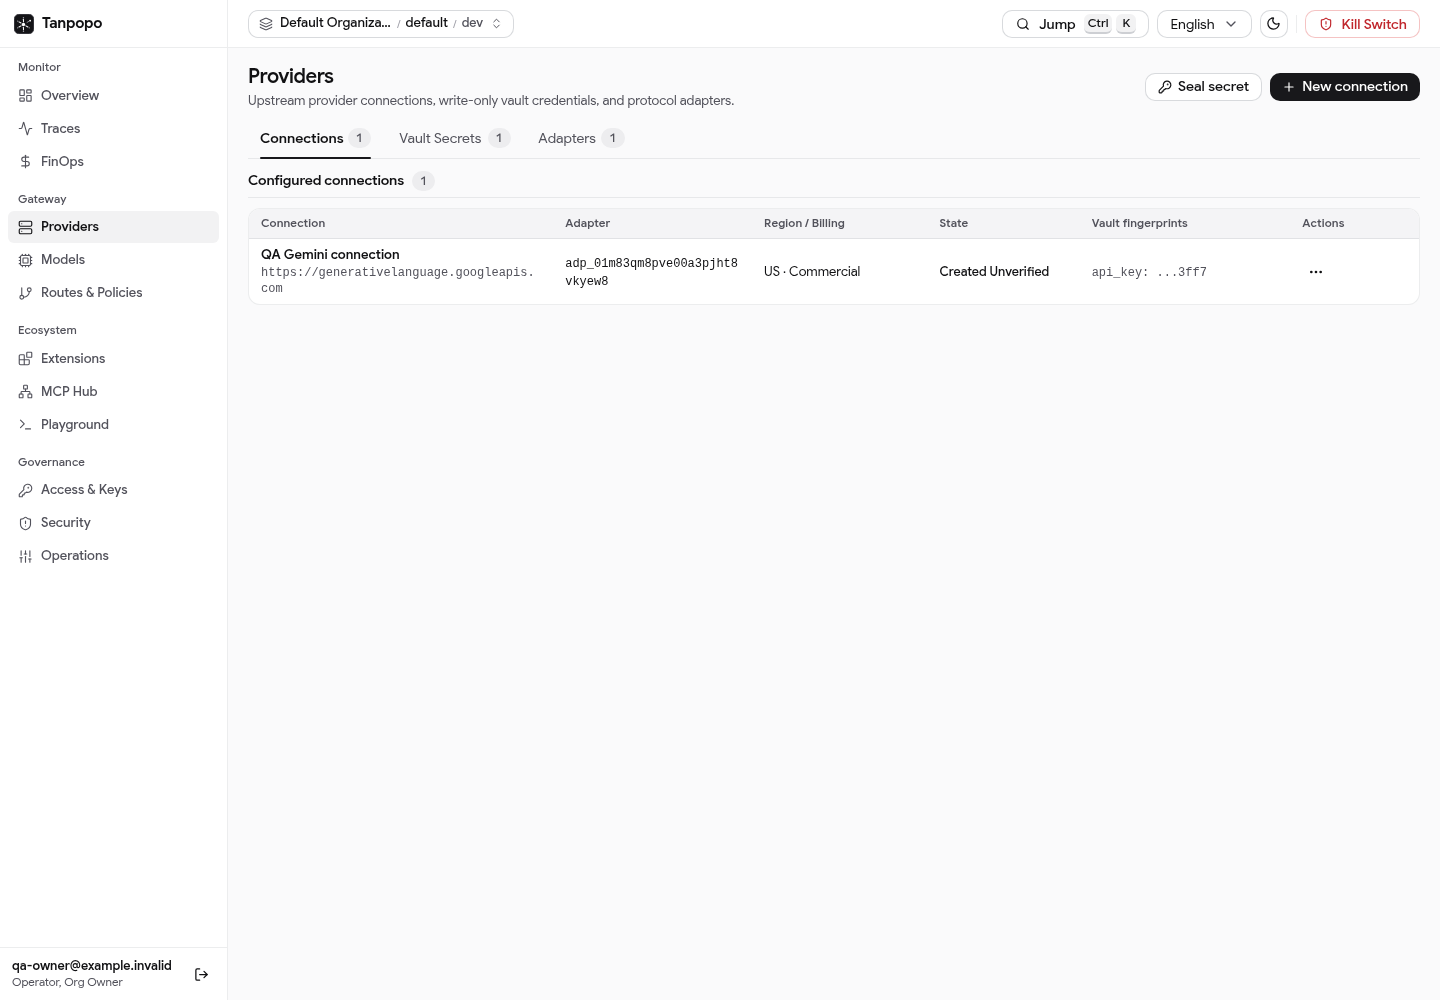 Tanpopo
Default Organiza... / default / dev
Jump Ctrl K
English
Kill Switch
Monitor
Overview
Traces
FinOps
Gateway
Providers
Models
Routes & Policies
Ecosystem
Extensions
MCP Hub
Playground
Governance
Access & Keys
Security
Operations
qa-owner@example.invalid
Operator, Org Owner
Providers
Upstream provider connections, write-only vault credentials, and protocol adapters.
Seal secret
New connection
Connections 1
Vault Secrets 1
Adapters 1
Configured connections 1
Connection Adapter Region / Billing State Vault fingerprints Actions
QA Gemini connection
https://generativelanguage.googleapis.
com
adp_01m83qm8pve00a3pjht8
vkyew8
US · Commercial
Created Unverified
api_key: ...3ff7